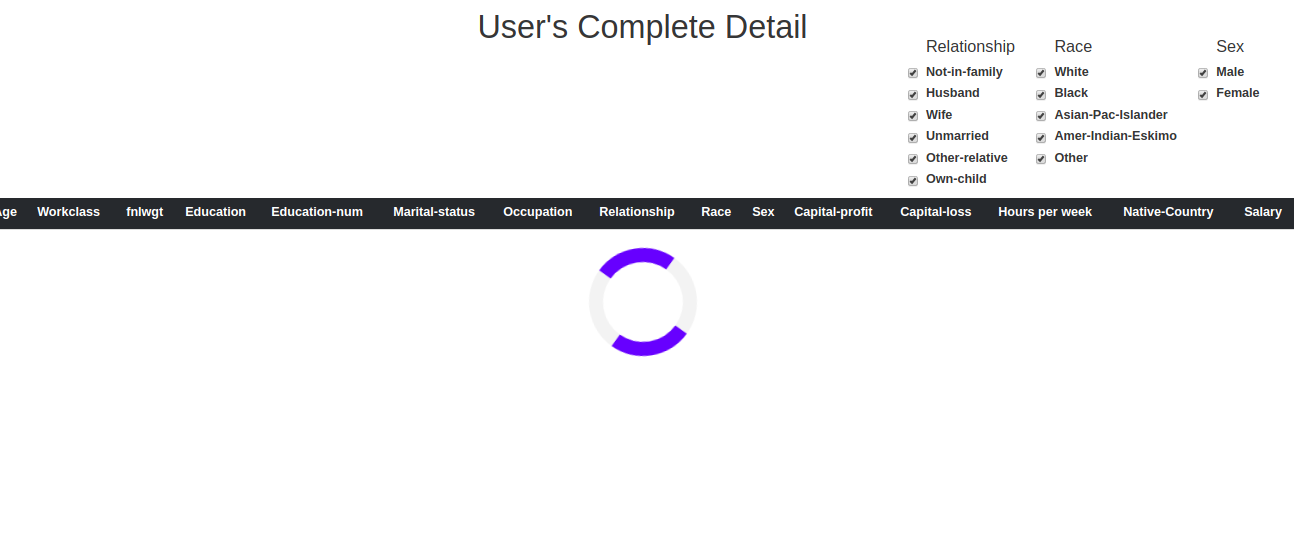 User's Complete Detail
Relationship Race Sex
Not-in-family White Male
Husband Black Female
Wife Asian-Pac-Islander
Unmarried Amer-Indian-Eskimo
Other-relative Other
Own-child
Age Workclass fnlwgt Education Education-num Marital-status Occupation Relationship Race Sex Capital-profit Capital-loss Hours per week Native-Country Salary